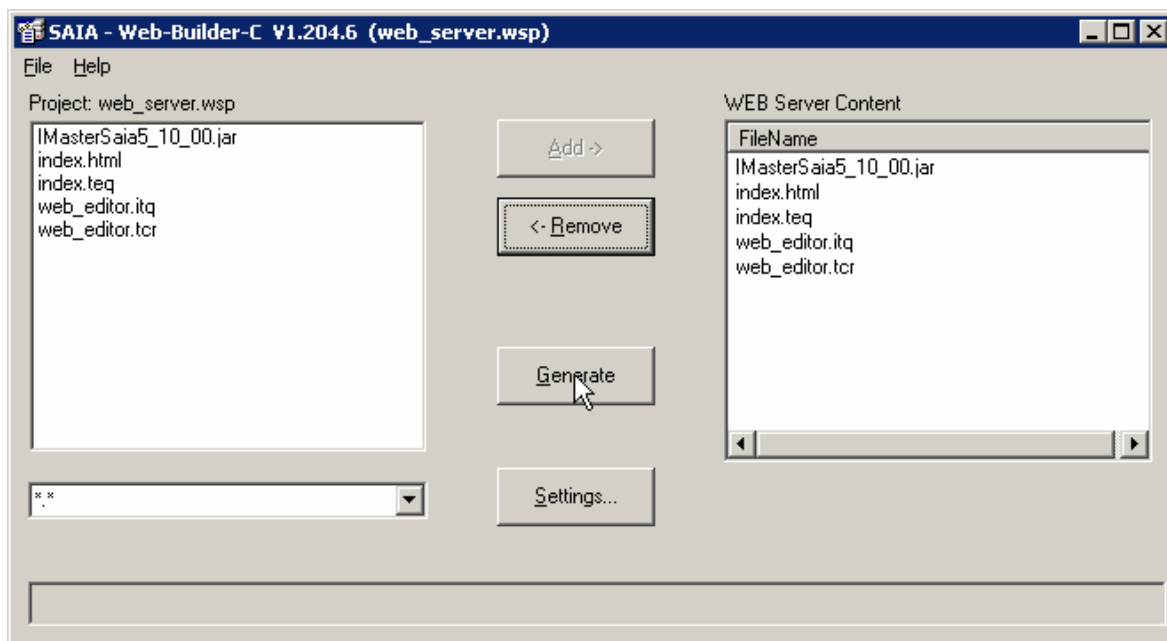 SAIA - Web-Builder-C V1.204.6 (web_server.wsp)
File Help
Project: web_server.wsp
IMasterSaia5_10_00.jar
index.html
index.teq
web_editor.itq
web_editor.tcr
*.*
Add ->
<- Remove
Generate
Settings...
WEB Server Content
FileName
IMasterSaia5_10_00.jar
index.html
index.teq
web_editor.itq
web_editor.tcr